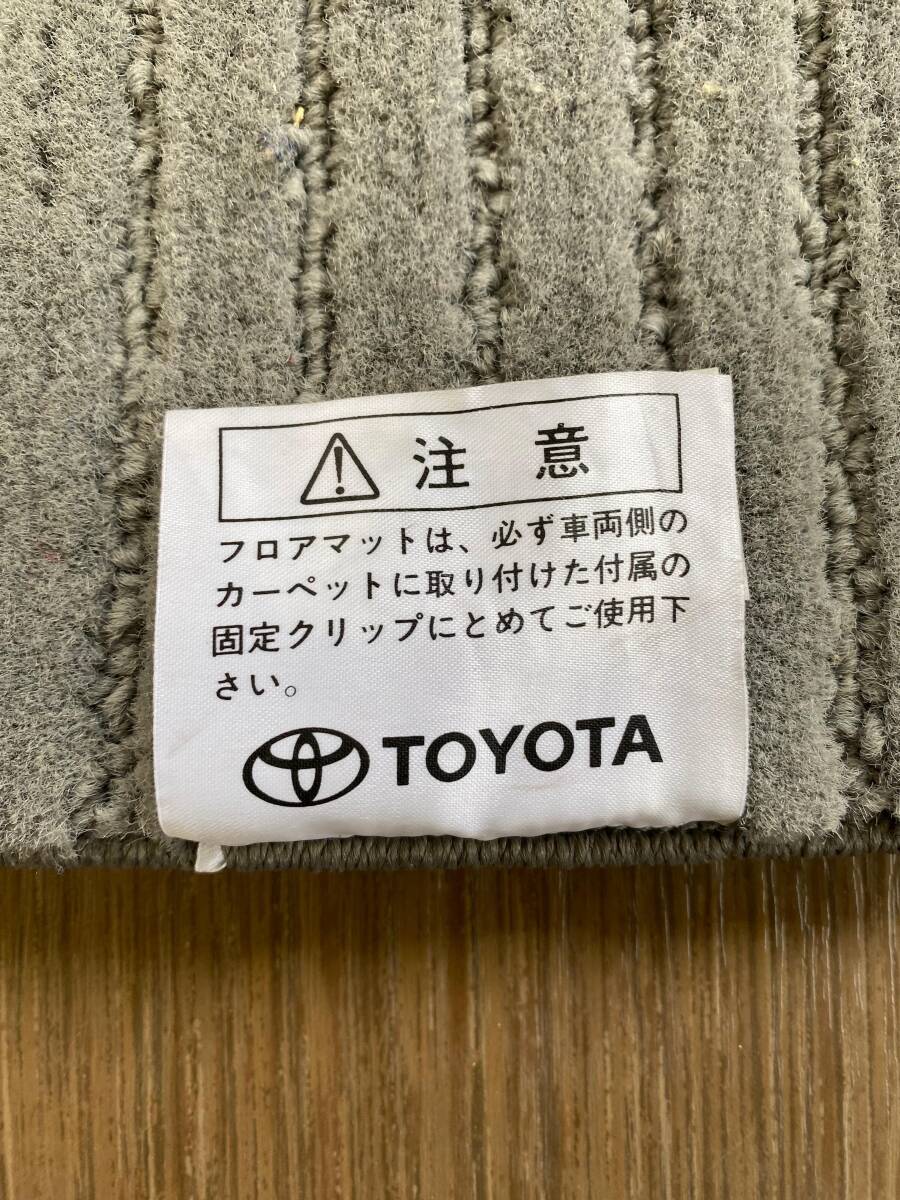 注意
フロアマットは、必ず車両側の
カーペットに取り付けた付属の
固定クリップにとめてご使用下
さい。
TOYOTA